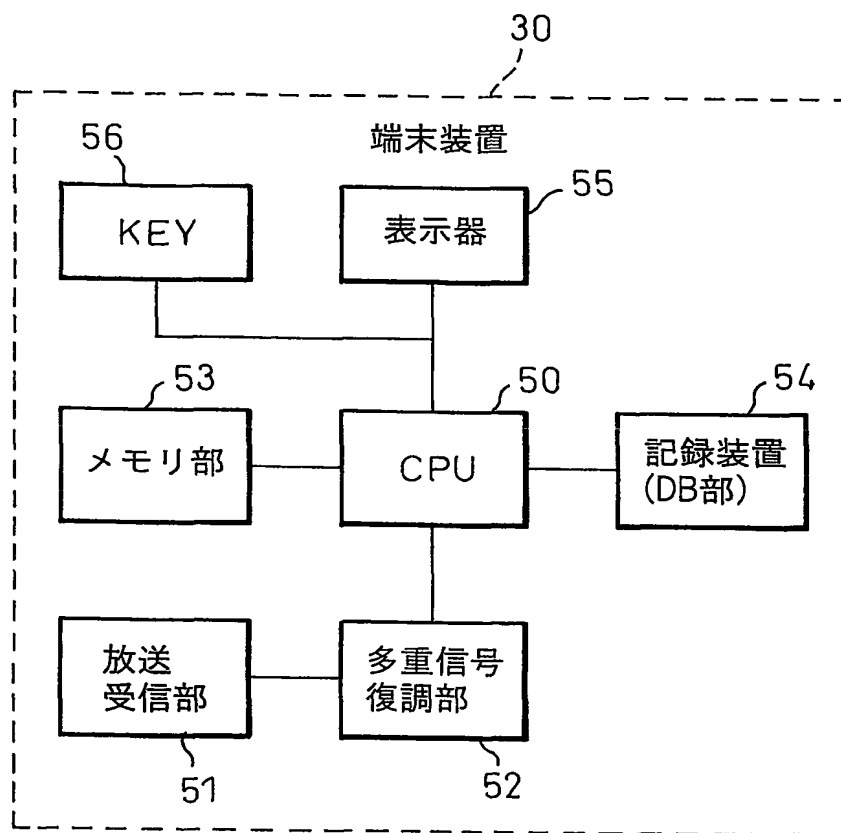 30
端末装置
56
KEY
55
表示器
53
メモリ部
50
CPU
54
記録装置
(DB部)
放送
受信部
51
多重信号
復調部
52